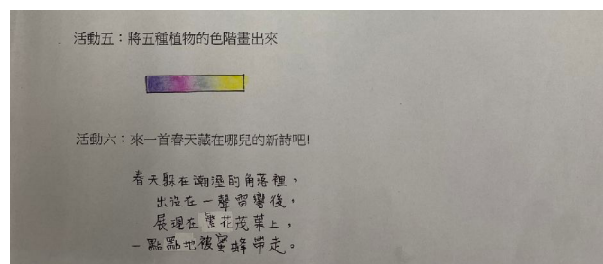 活動五：將五種植物的色階畫出來
活動六：來一首春天藏在哪兒的新詩吧!
春天躲在潮溼的角落裡，
出沒在一聲雷響後，
展現在繁花茂葉上，
一點點地被蜜蜂帶走。